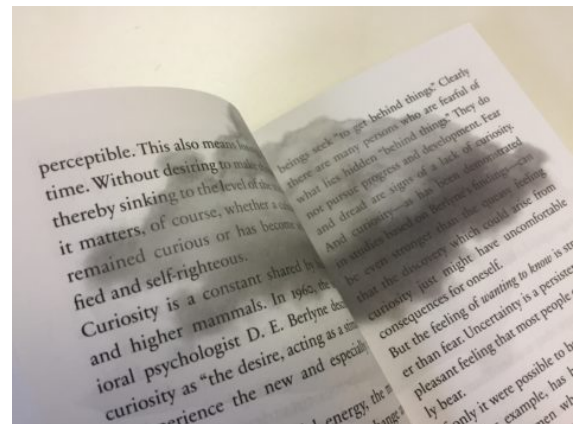 perceptible. This also means
time. Without desiring to make
thereby sinking to the level of
it matters, of course, whether a
remained curious or has become
fied and self-righteous.
Curiosity is a constant shared by
and higher mammals. In 1960, the
ioral psychologist D. E. Berlyne
curiosity as “the desire, acting as a
perience the new and especially
energy, the
beings seek “to get behind things.” Clearly
there are many persons who are fearful of
what lies hidden “behind things.” They do
not pursue progress and development. Fear
and dread are signs of a lack of curiosity.
And curiosity—as has been demonstrated
in studies based on Berlyne’s findings—can
be even stronger than the queasy feeling
that the discovery which could arise from
curiosity just might have uncomfortable
consequences for oneself.
But the feeling of wanting to know is
er than fear. Uncertainty is a
pleasant feeling that most people
ly bear.
only it were possible to
example, has